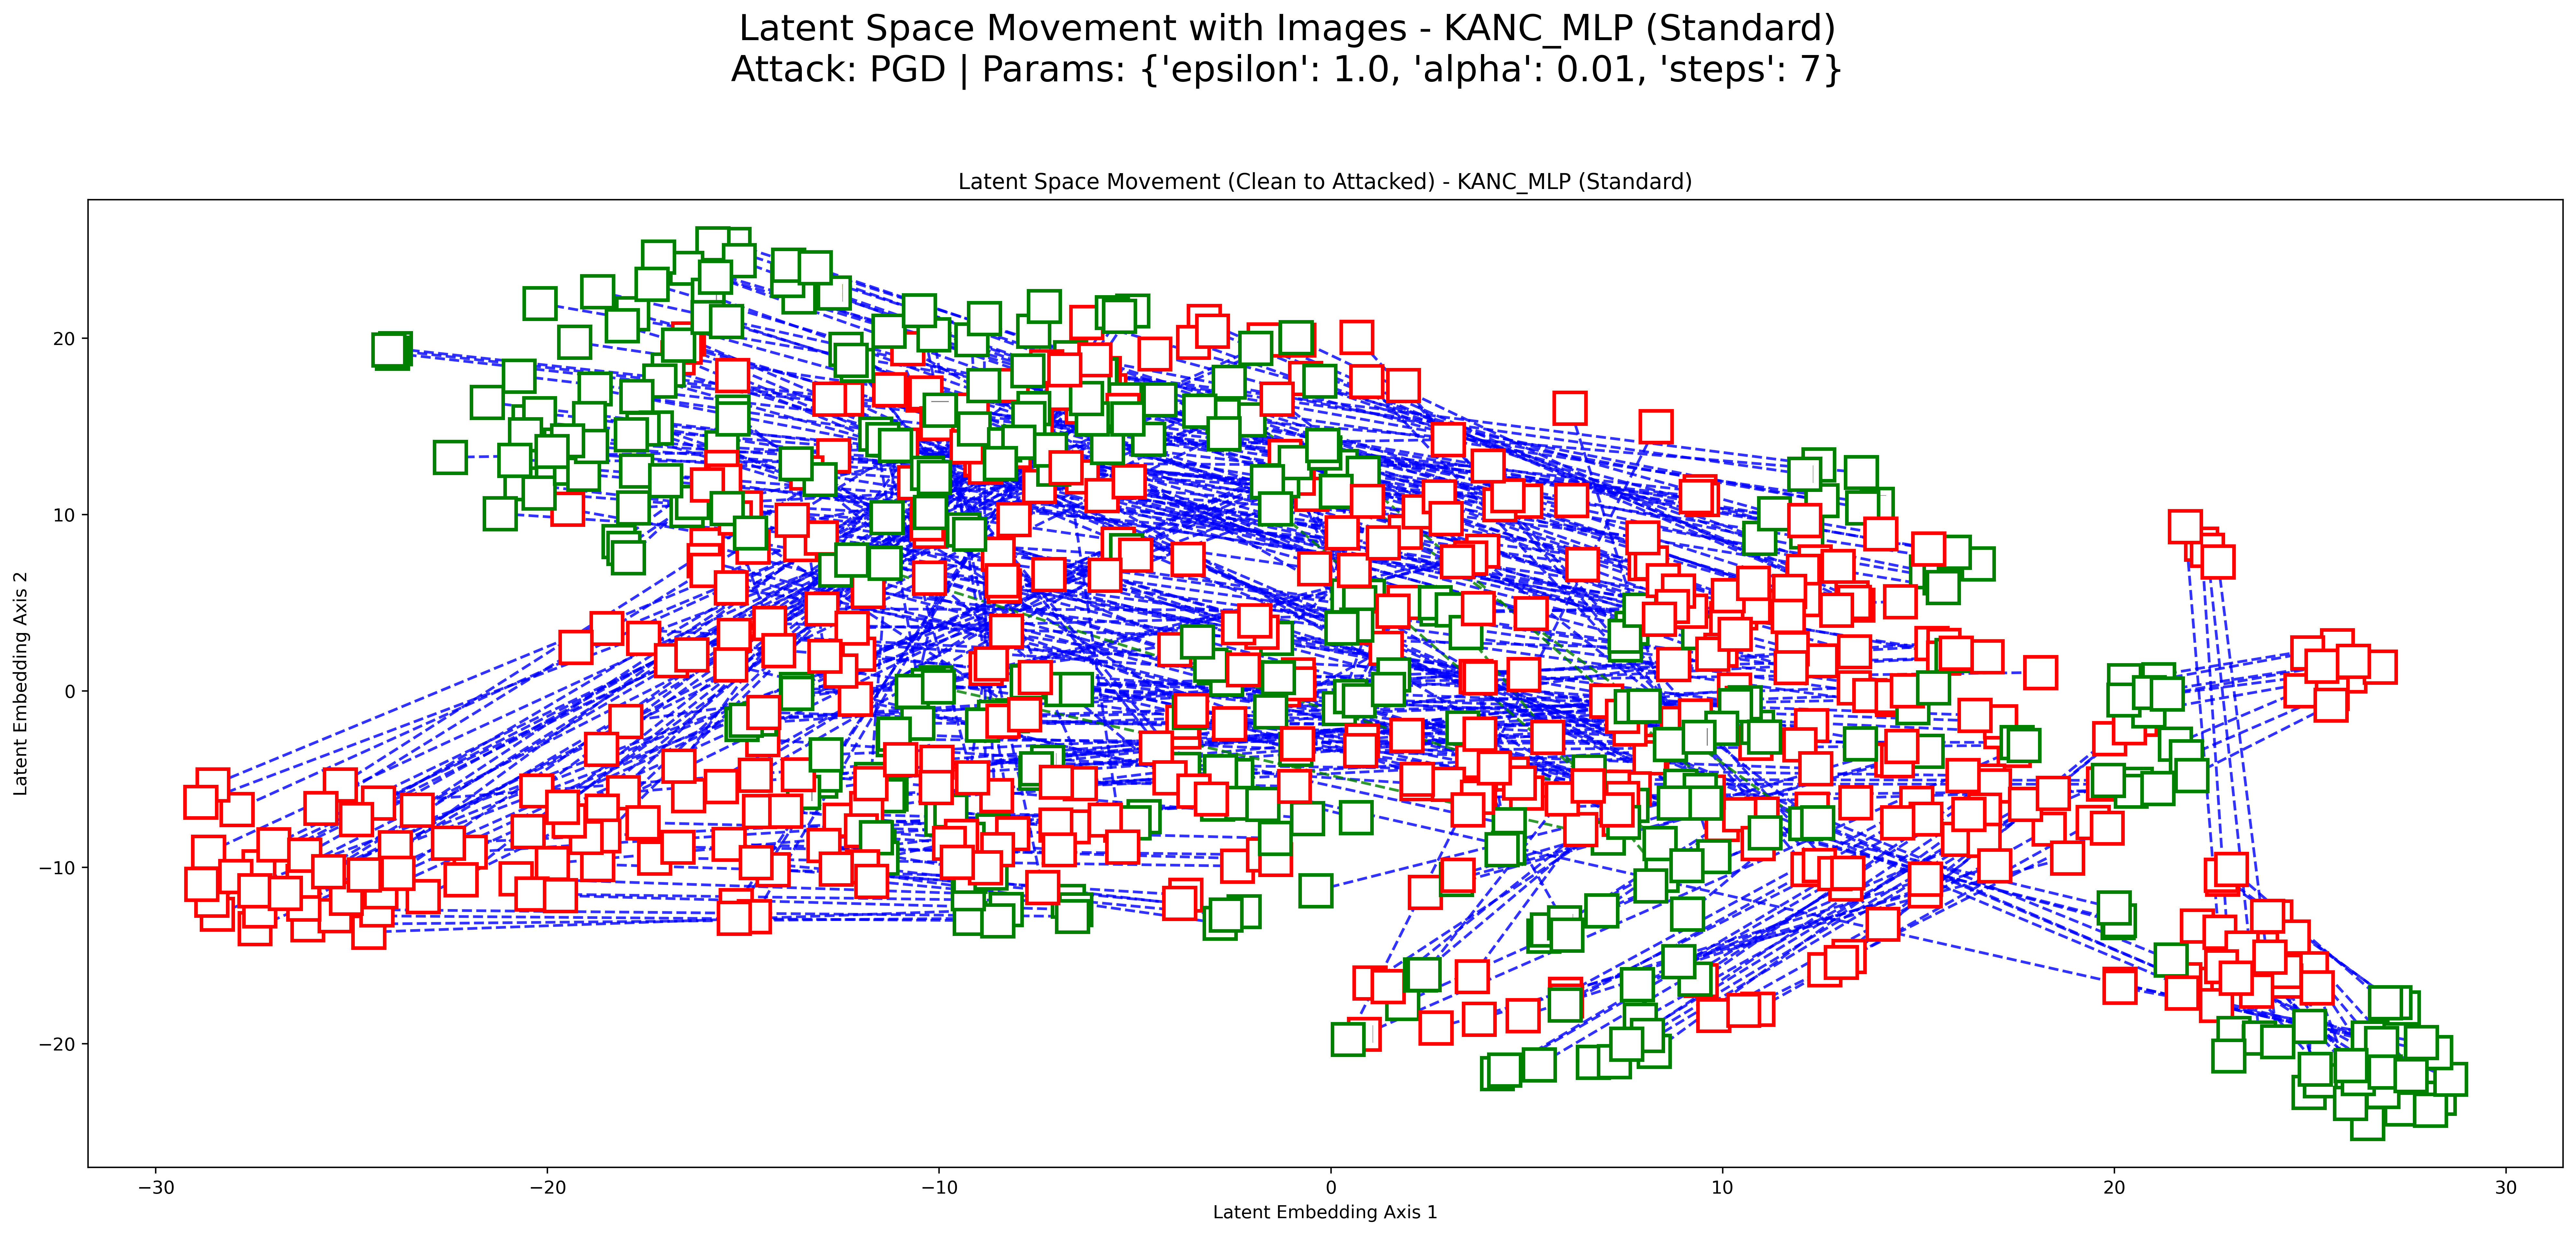 Latent Space Movement with Images - KANC_MLP (Standard)
Attack: PGD | Params: {'epsilon': 1.0, 'alpha': 0.01, 'steps': 7}
Latent Space Movement (Clean to Attacked) - KANC_MLP (Standard)
Latent Embedding Axis 2
20
10
0
−10
−20
−30
−20
−10
0
10
20
30
Latent Embedding Axis 1